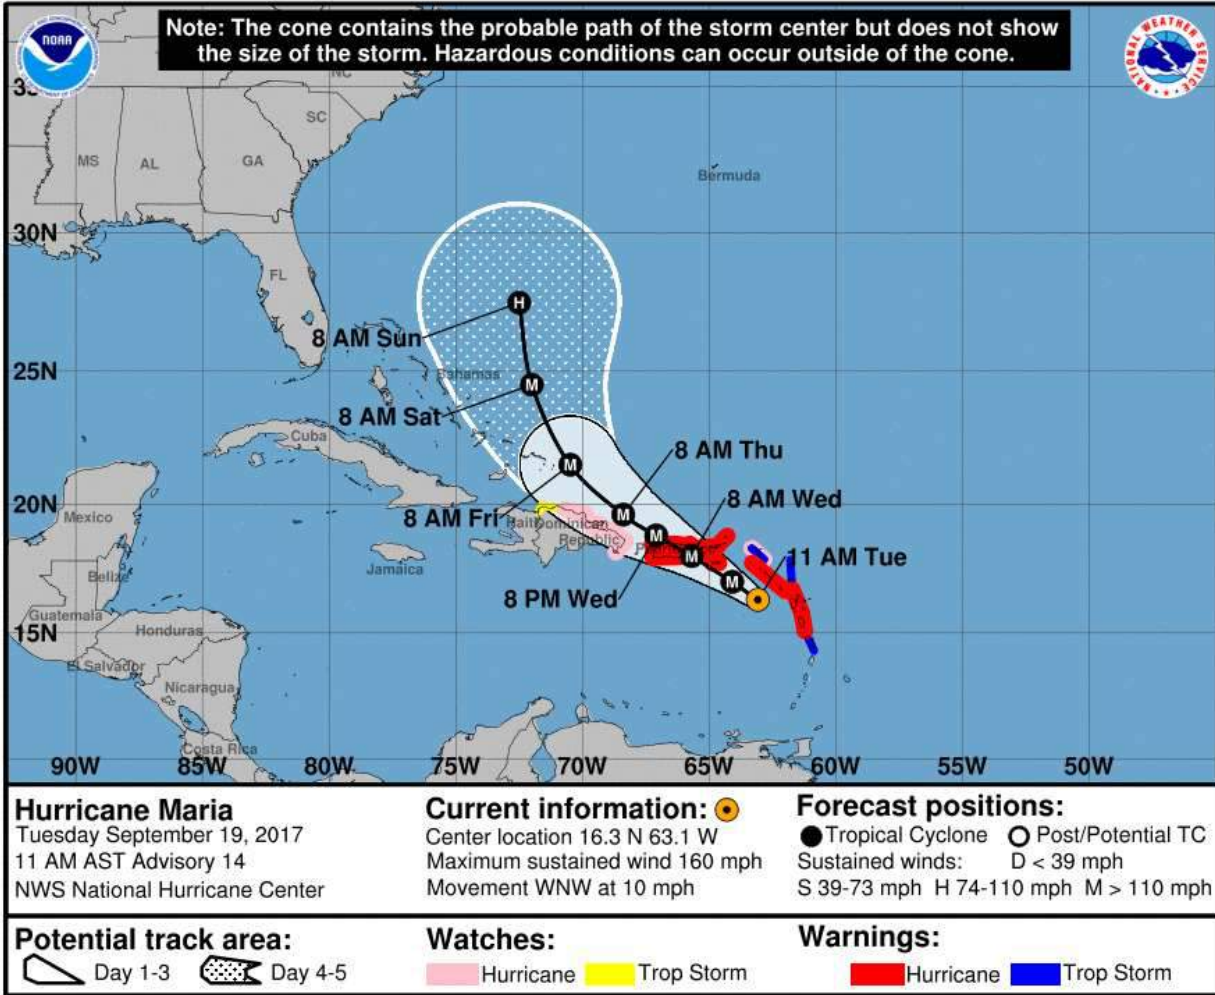 Note: The cone contains the probable path of the storm center but does not show
the size of the storm. Hazardous conditions can occur outside of the cone.
NOAA
NATIONAL WEATHER SERVICE
NC
SC
MS
AL
GA
Bermuda
30N
FL
8 AM Sun
25N
Bahamas
8 AM Sat
Cuba
8 AM Thu
20N
8 AM Wed
Mexico
8 AM Fri
Haiti
Dominican
Republic
Jamaica
11 AM Tue
Belize
8 PM Wed
Guatemala
15N
Honduras
El Salvador
Nicaragua
Costa Rica
90W 85W 80W 75W 70W 65W 60W 55W 50W
H
M
M
M
M
M
M
Hurricane Maria
Tuesday September 19, 2017
11 AM AST Advisory 14
NWS National Hurricane Center
Current information:
Center location 16.3 N 63.1 W
Maximum sustained wind 160 mph
Movement WNW at 10 mph
Forecast positions:
Tropical Cyclone Post/Potential TC
Sustained winds: D < 39 mph
S 39-73 mph H 74-110 mph M > 110 mph
Potential track area:
Day 1-3 Day 4-5
Watches:
Hurricane Trop Storm
Warnings:
Hurricane Trop Storm